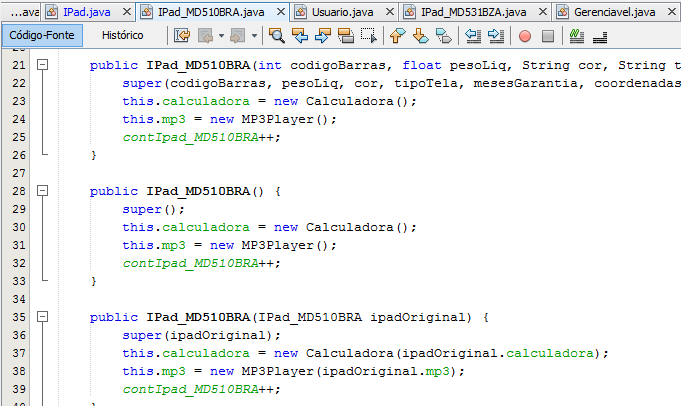 ...ava IPad.java IPad_MD510BRA.java Usuario.java IPad_MD531BZA.java Gerenciavel.java
Código-Fonte Histórico
21 public IPad_MD510BRA(int codigoBarras, float pesoLiq, String cor, String t
22 super(codigoBarras, pesoLiq, cor, tipoTela, mesesGarantia, coordenadas
23 this.calculadora = new Calculadora();
24 this.mp3 = new MP3Player();
25 contIpad_MD510BRA++;
26 }
27
28 public IPad_MD510BRA() {
29 super();
30 this.calculadora = new Calculadora();
31 this.mp3 = new MP3Player();
32 contIpad_MD510BRA++;
33 }
34
35 public IPad_MD510BRA(IPad_MD510BRA ipadOriginal) {
36 super(ipadOriginal);
37 this.calculadora = new Calculadora(ipadOriginal.calculadora);
38 this.mp3 = new MP3Player(ipadOriginal.mp3);
39 contIpad_MD510BRA++;